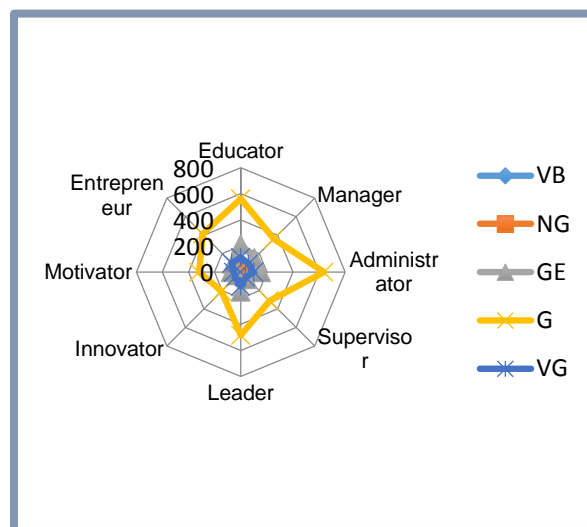 Educator
800
600
400
200
0
Manager
Administr
ator
Superviso
r
Leader
Innovator
Motivator
Entrepren
eur
VB
NG
GE
G
VG